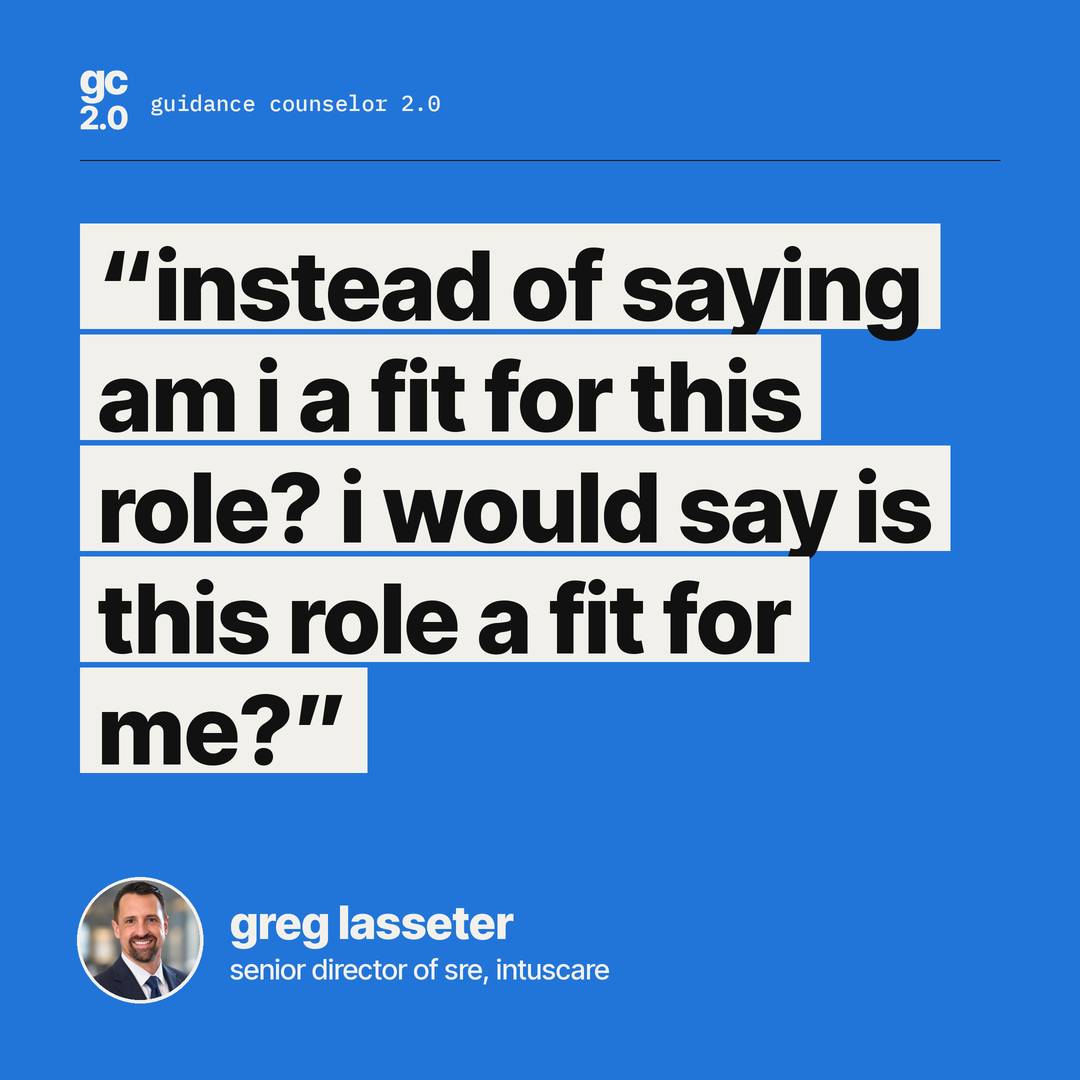 gc
2.0
guidance counselor 2.0
“instead of saying
am i a fit for this
role? i would say is
this role a fit for
me?”
greg lasseter
senior director of sre, intuscare